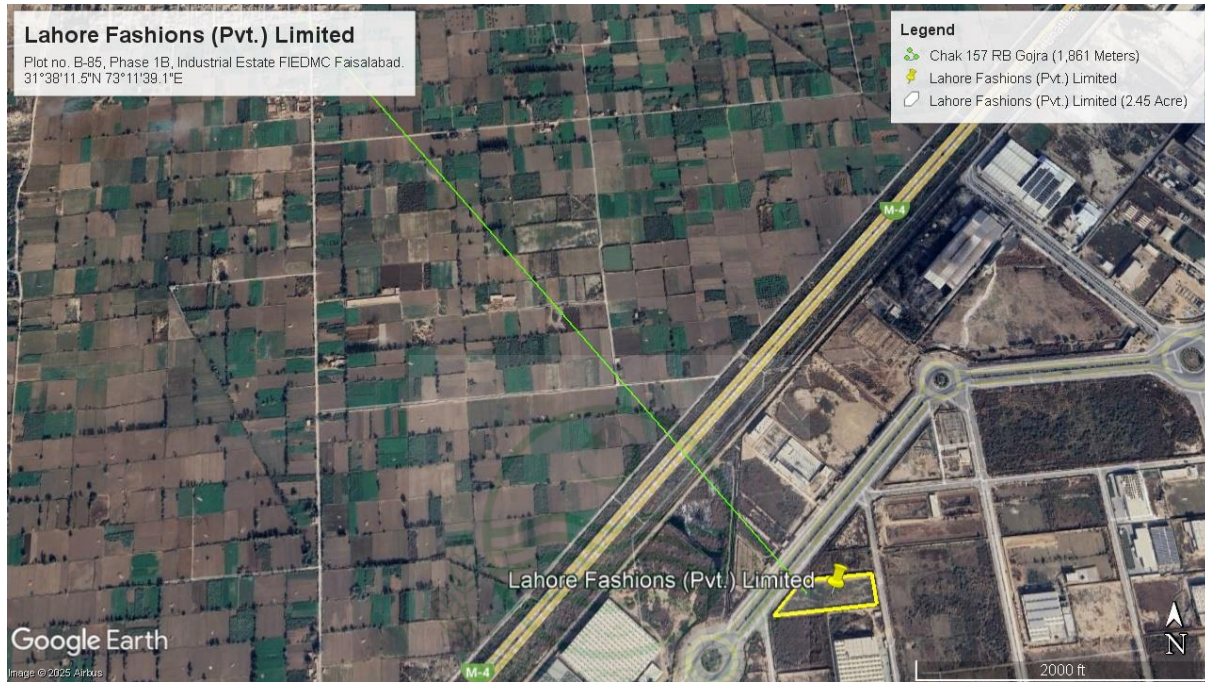 Lahore Fashions (Pvt.) Limited
Plot no. B-85, Phase 1B, Industrial Estate FIEDMC Faisalabad.
31°38'11.5"N 73°11'39.1"E
Legend
Chak 157 RB Gojra (1,861 Meters)
Lahore Fashions (Pvt.) Limited
Lahore Fashions (Pvt.) Limited (2.45 Acre)
M-4
Lahore Fashions (Pvt.) Limited
Google Earth
N
2000 ft
M-4
Image © 2025 Airbus